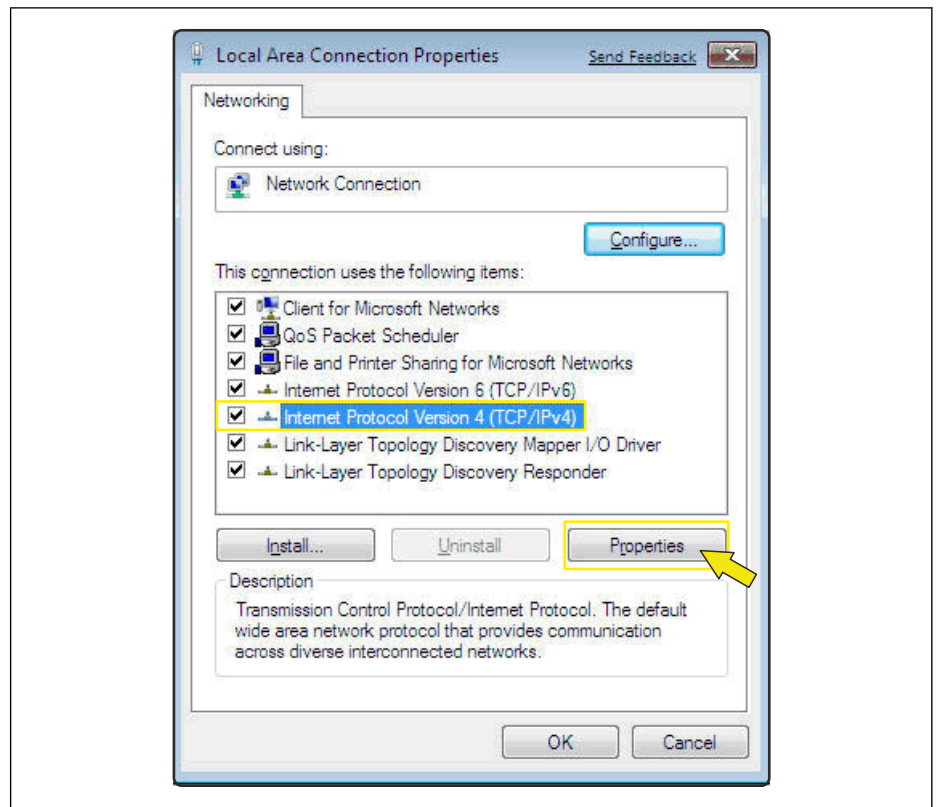 Local Area Connection Properties Send Feedback
Networking
Connect using:
Network Connection
Configure...
This connection uses the following items:
Client for Microsoft Networks
QoS Packet Scheduler
File and Printer Sharing for Microsoft Networks
Internet Protocol Version 6 (TCP/IPv6)
Internet Protocol Version 4 (TCP/IPv4)
Link-Layer Topology Discovery Mapper I/O Driver
Link-Layer Topology Discovery Responder
Install... Uninstall Properties
Description
Transmission Control Protocol/Internet Protocol. The default
wide area network protocol that provides communication
across diverse interconnected networks.
OK Cancel